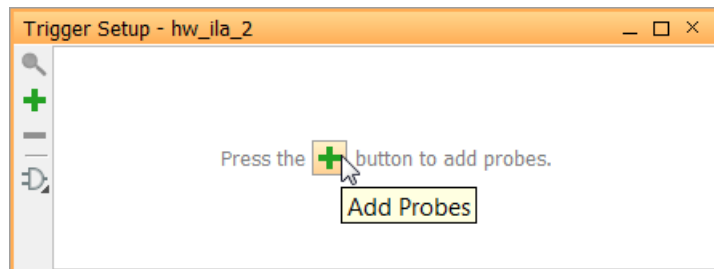 Trigger Setup - hw_ila_2
Press the button to add probes.
Add Probes